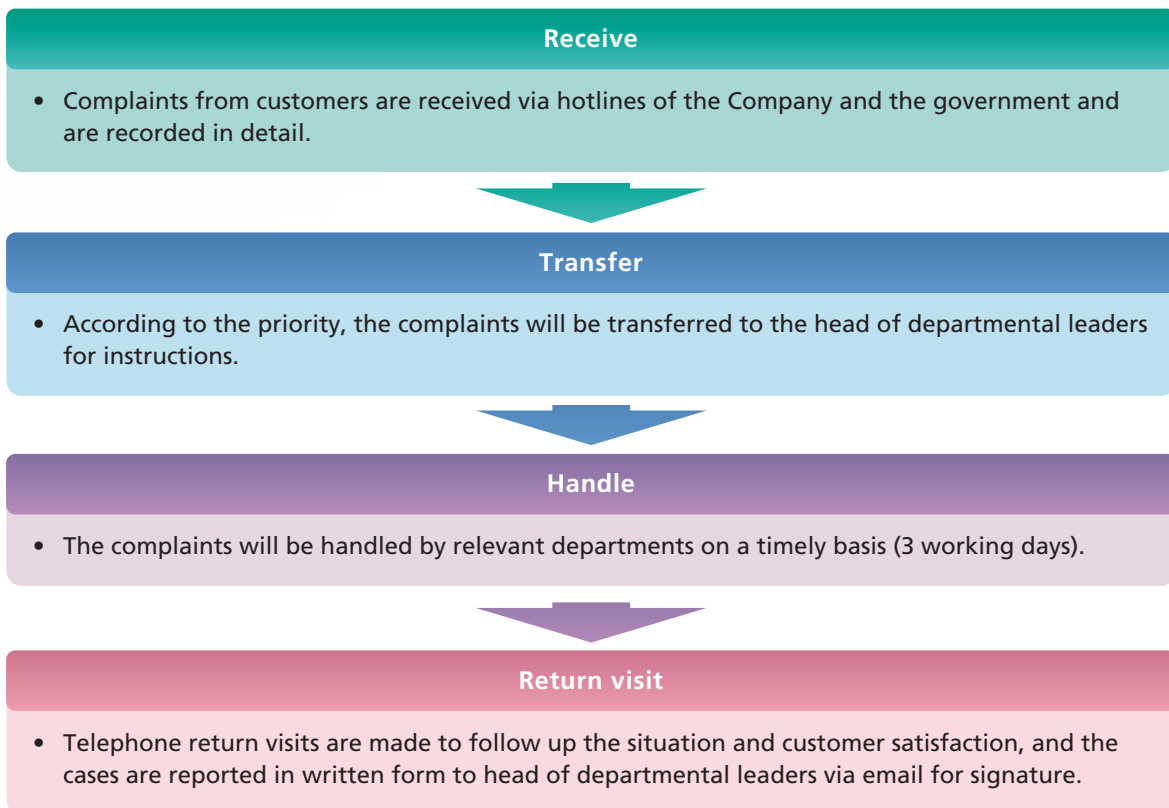 Receive
• Complaints from customers are received via hotlines of the Company and the government and
are recorded in detail.
Transfer
• According to the priority, the complaints will be transferred to the head of departmental leaders
for instructions.
Handle
• The complaints will be handled by relevant departments on a timely basis (3 working days).
Return visit
• Telephone return visits are made to follow up the situation and customer satisfaction, and the
cases are reported in written form to head of departmental leaders via email for signature.